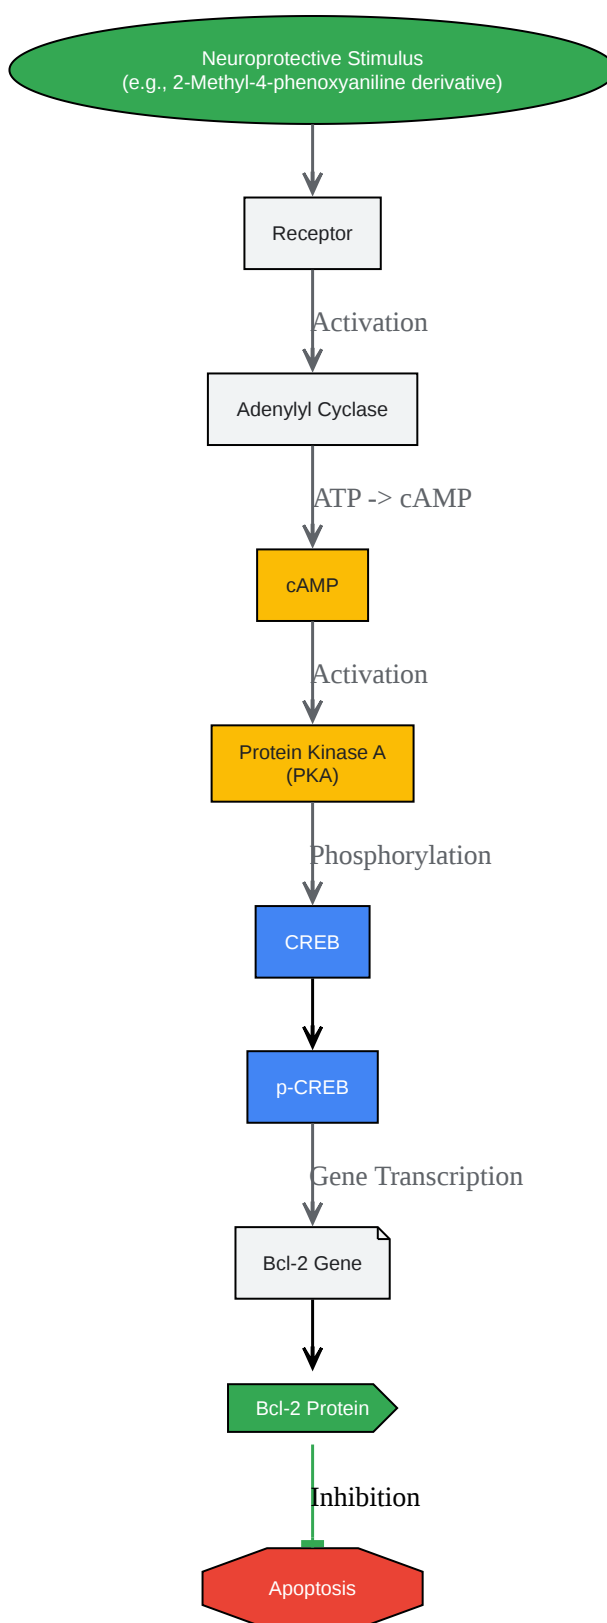 Neuroprotective Stimulus
(e.g., 2-Methyl-4-phenoxyaniline derivative)
Receptor
Activation
Adenylyl Cyclase
ATP -> cAMP
cAMP
Activation
Protein Kinase A
(PKA)
Phosphorylation
CREB
p-CREB
Gene Transcription
Bcl-2 Gene
Bcl-2 Protein
Inhibition
Apoptosis